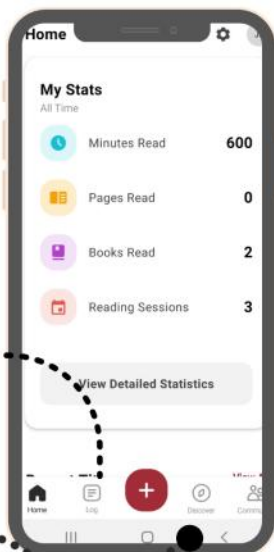 Home
My Stats
All Time
Minutes Read 600
Pages Read 0
Books Read 2
Reading Sessions 3
View Detailed Statistics
Home Log Discover